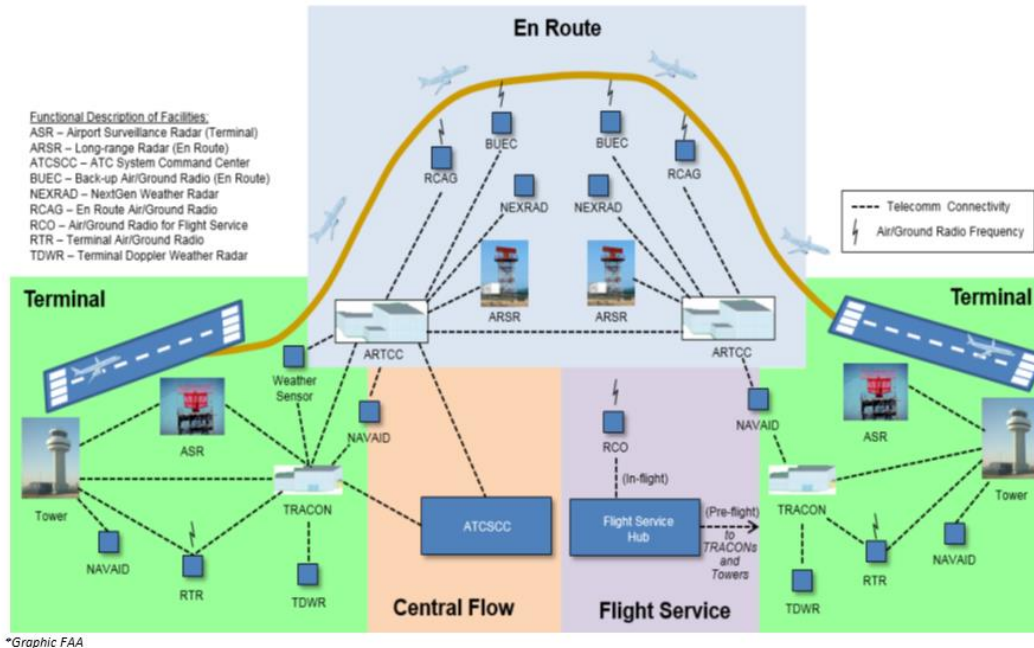 En Route
Functional Description of Facilities:
ASR – Airport Surveillance Radar (Terminal)
ARSR – Long-range Radar (En Route)
ATCSCC – ATC System Command Center
BUEC – Back-up Air/Ground Radio (En Route)
NEXRAD – NextGen Weather Radar
RCAG – En Route Air/Ground Radio
RCO – Air/Ground Radio for Flight Service
RTR – Terminal Air/Ground Radio
TDWR – Terminal Doppler Weather Radar
BUEC
BUEC
RCAG
RCAG
NEXRAD
NEXRAD
Telecomm Connectivity
Air/Ground Radio Frequency
ARSR
ARSR
ARTCC
ARTCC
Terminal
Terminal
Weather
Sensor
NAVAID
NAVAID
ASR
ASR
RCO
(In-flight)
Tower
Tower
TRACON
TRACON
ATCSCC
Flight Service
Hub
(Pre-flight)
to
TRACONs
and
Towers
NAVAID
NAVAID
RTR
RTR
TDWR
TDWR
Central Flow
Flight Service
*Graphic FAA